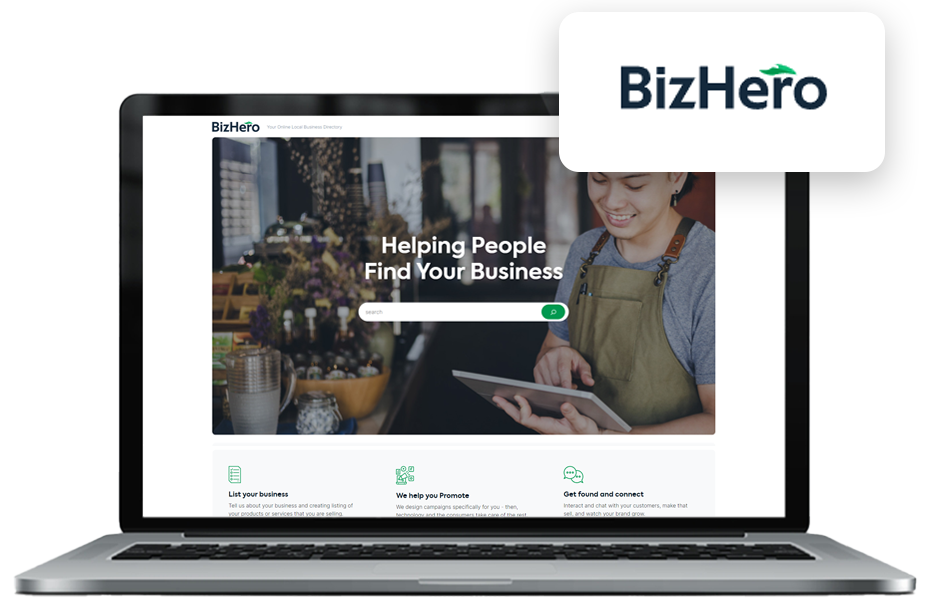 BizHero
BizHero Your Online Local Business Directory
Helping People
Find Your Business
search
List your business
Tell us about your business and creating listing of
your products or services that you are selling.
We help you Promote
We design campaigns specifically for you - then,
technology and the consumers take care of the rest
Get found and connect
Interact and chat with your customers, make that
sell, and watch your brand grow.